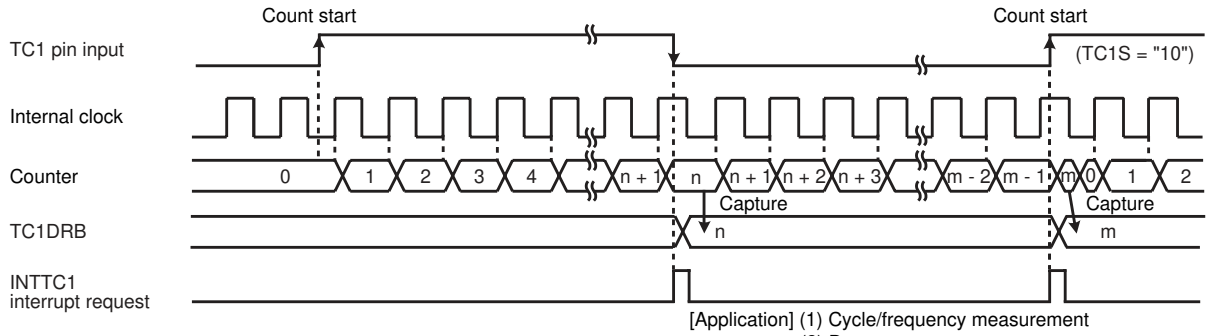 Count start Count start
TC1 pin input
(TC1S = "10")
Internal clock
Counter
0 1 2 3 4 n + 1 n n + 1 n + 2 n + 3 m - 2 m - 1 m 0 1 2
Capture Capture
TC1DRB
n m
INTTC1
interrupt request
[Application] (1) Cycle/frequency measurement